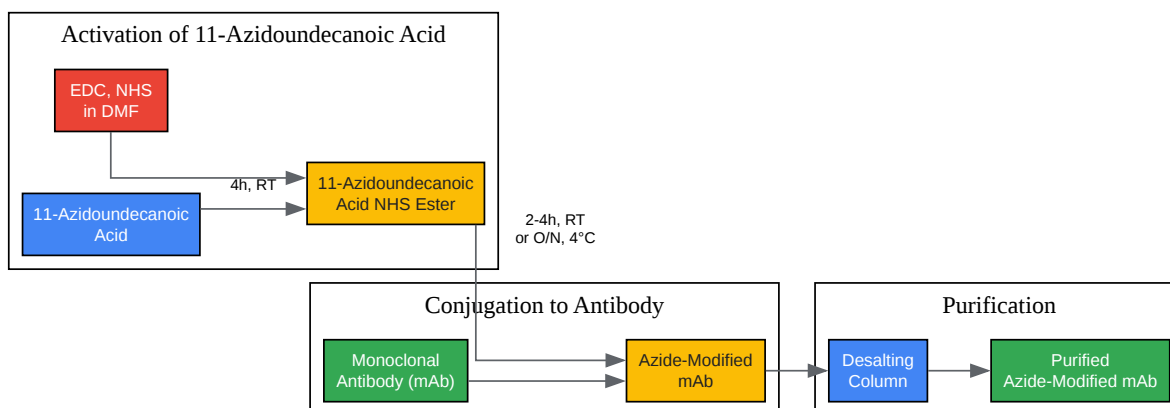 Activation of 11-Azidoundecanoic Acid
EDC, NHS
in DMF
4h, RT
11-Azidoundecanoic
Acid NHS Ester
11-Azidoundecanoic
Acid
2-4h, RT
or O/N, 4°C
Conjugation to Antibody
Monoclonal
Antibody (mAb)
Azide-Modified
mAb
Purification
Desalting
Column
Purified
Azide-Modified mAb